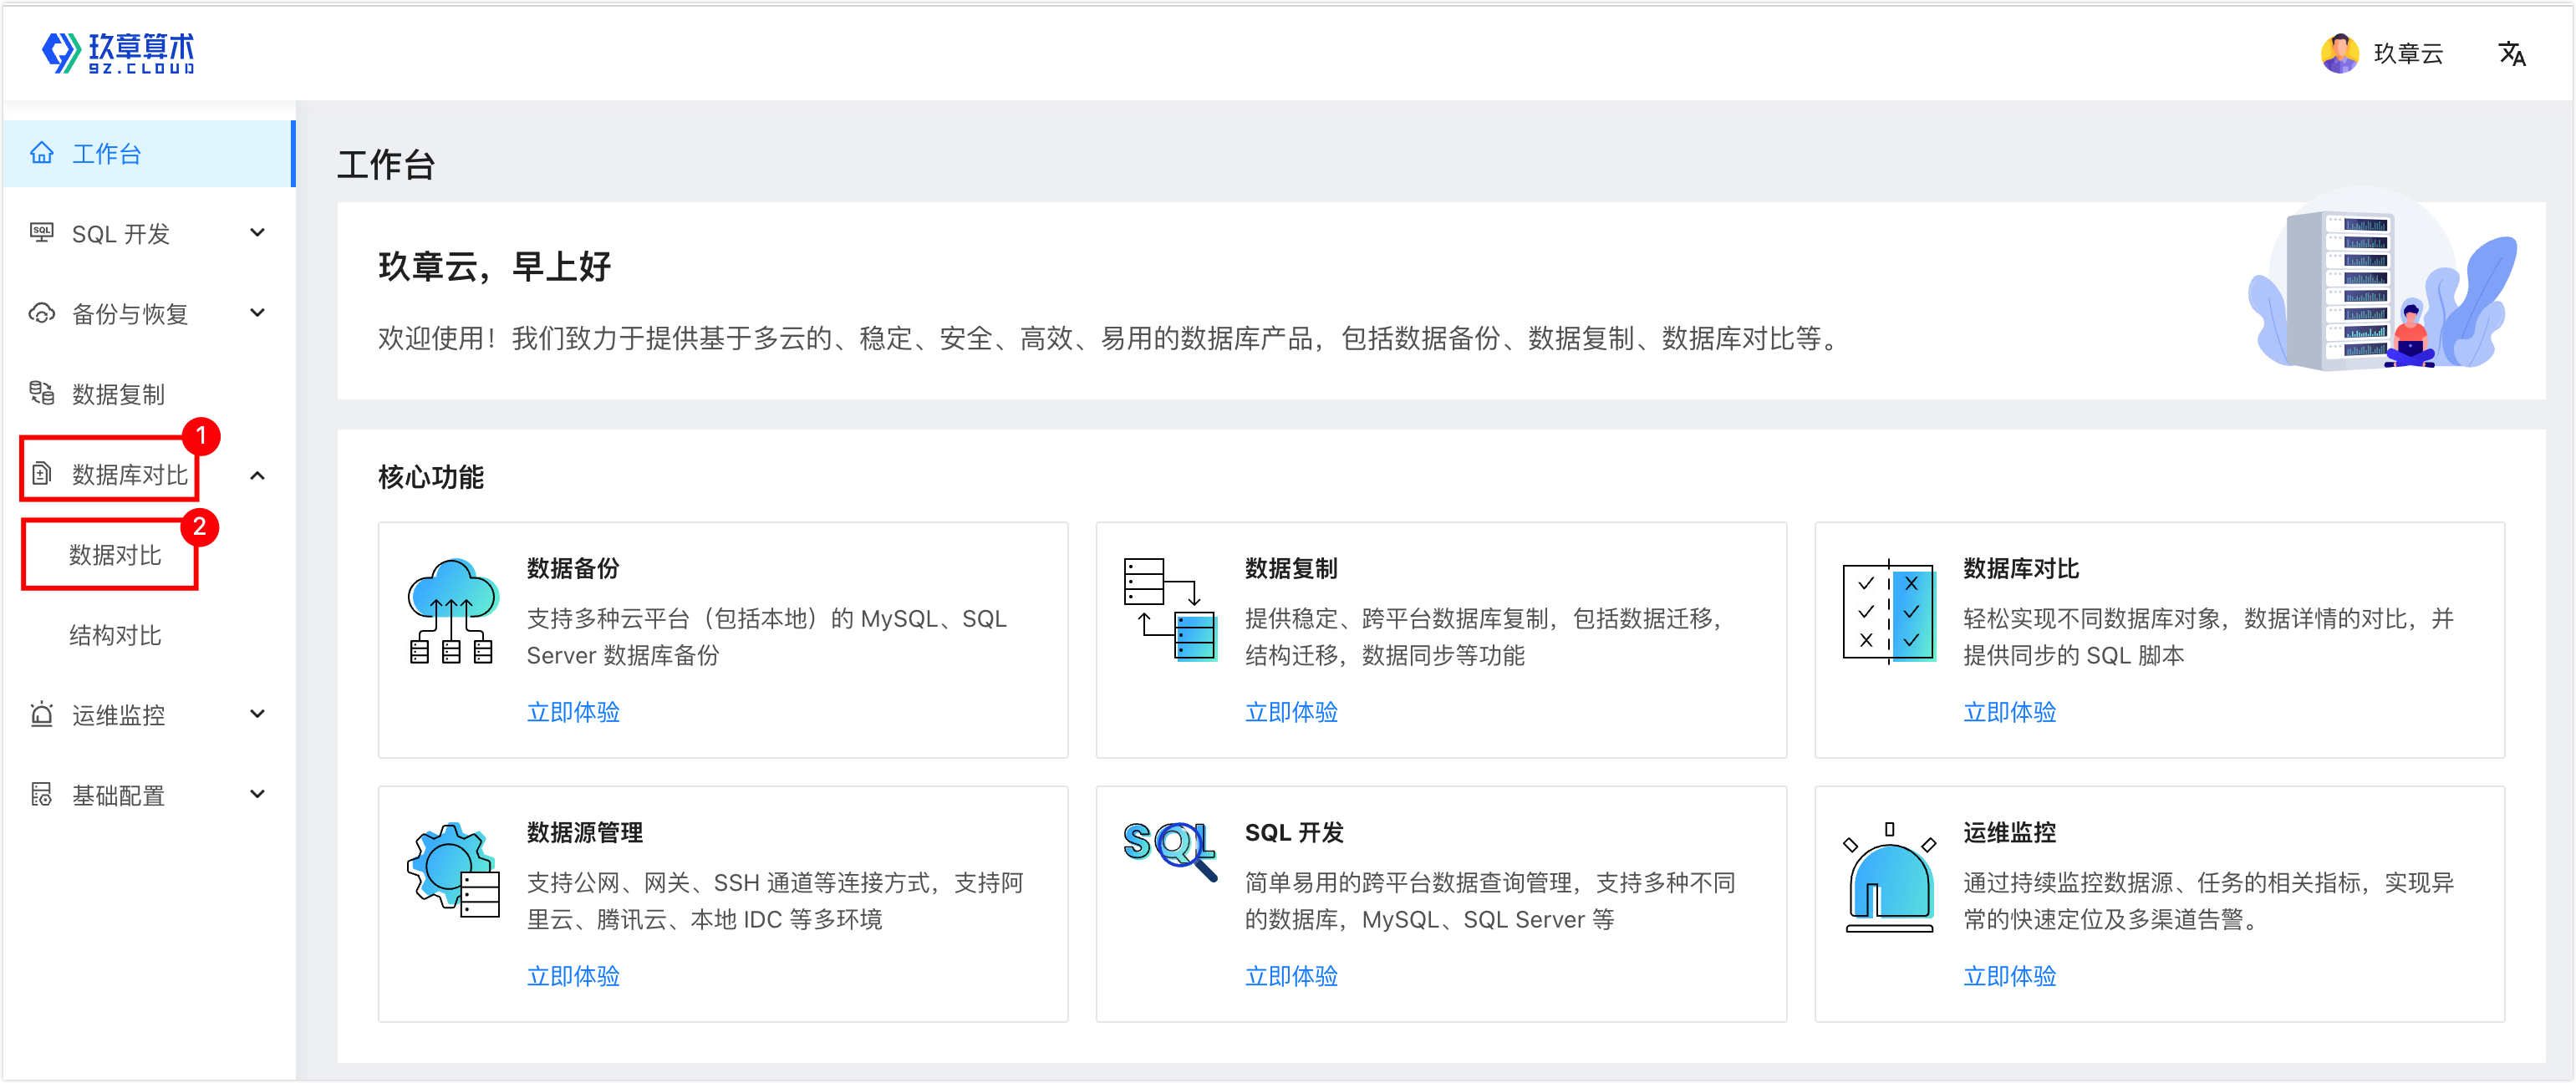 玖章算术
9Z.CLOUD
玖章云
工作台
SQL 开发
备份与恢复
数据复制
1
数据库对比
2
数据对比
结构对比
运维监控
基础配置
工作台
玖章云，早上好
欢迎使用！我们致力于提供基于多云的、稳定、安全、高效、易用的数据库产品，包括数据备份、数据复制、数据库对比等。
核心功能
数据备份
支持多种云平台（包括本地）的 MySQL、SQL
Server 数据库备份
立即体验
数据复制
提供稳定、跨平台数据库复制，包括数据迁移，
结构迁移，数据同步等功能
立即体验
数据库对比
轻松实现不同数据库对象，数据详情的对比，并
提供同步的 SQL 脚本
立即体验
数据源管理
支持公网、网关、SSH 通道等连接方式，支持阿
里云、腾讯云、本地 IDC 等多环境
立即体验
SQL
SQL 开发
简单易用的跨平台数据查询管理，支持多种不同
的数据库，MySQL、SQL Server 等
立即体验
运维监控
通过持续监控数据源、任务的相关指标，实现异
常的快速定位及多渠道告警。
立即体验